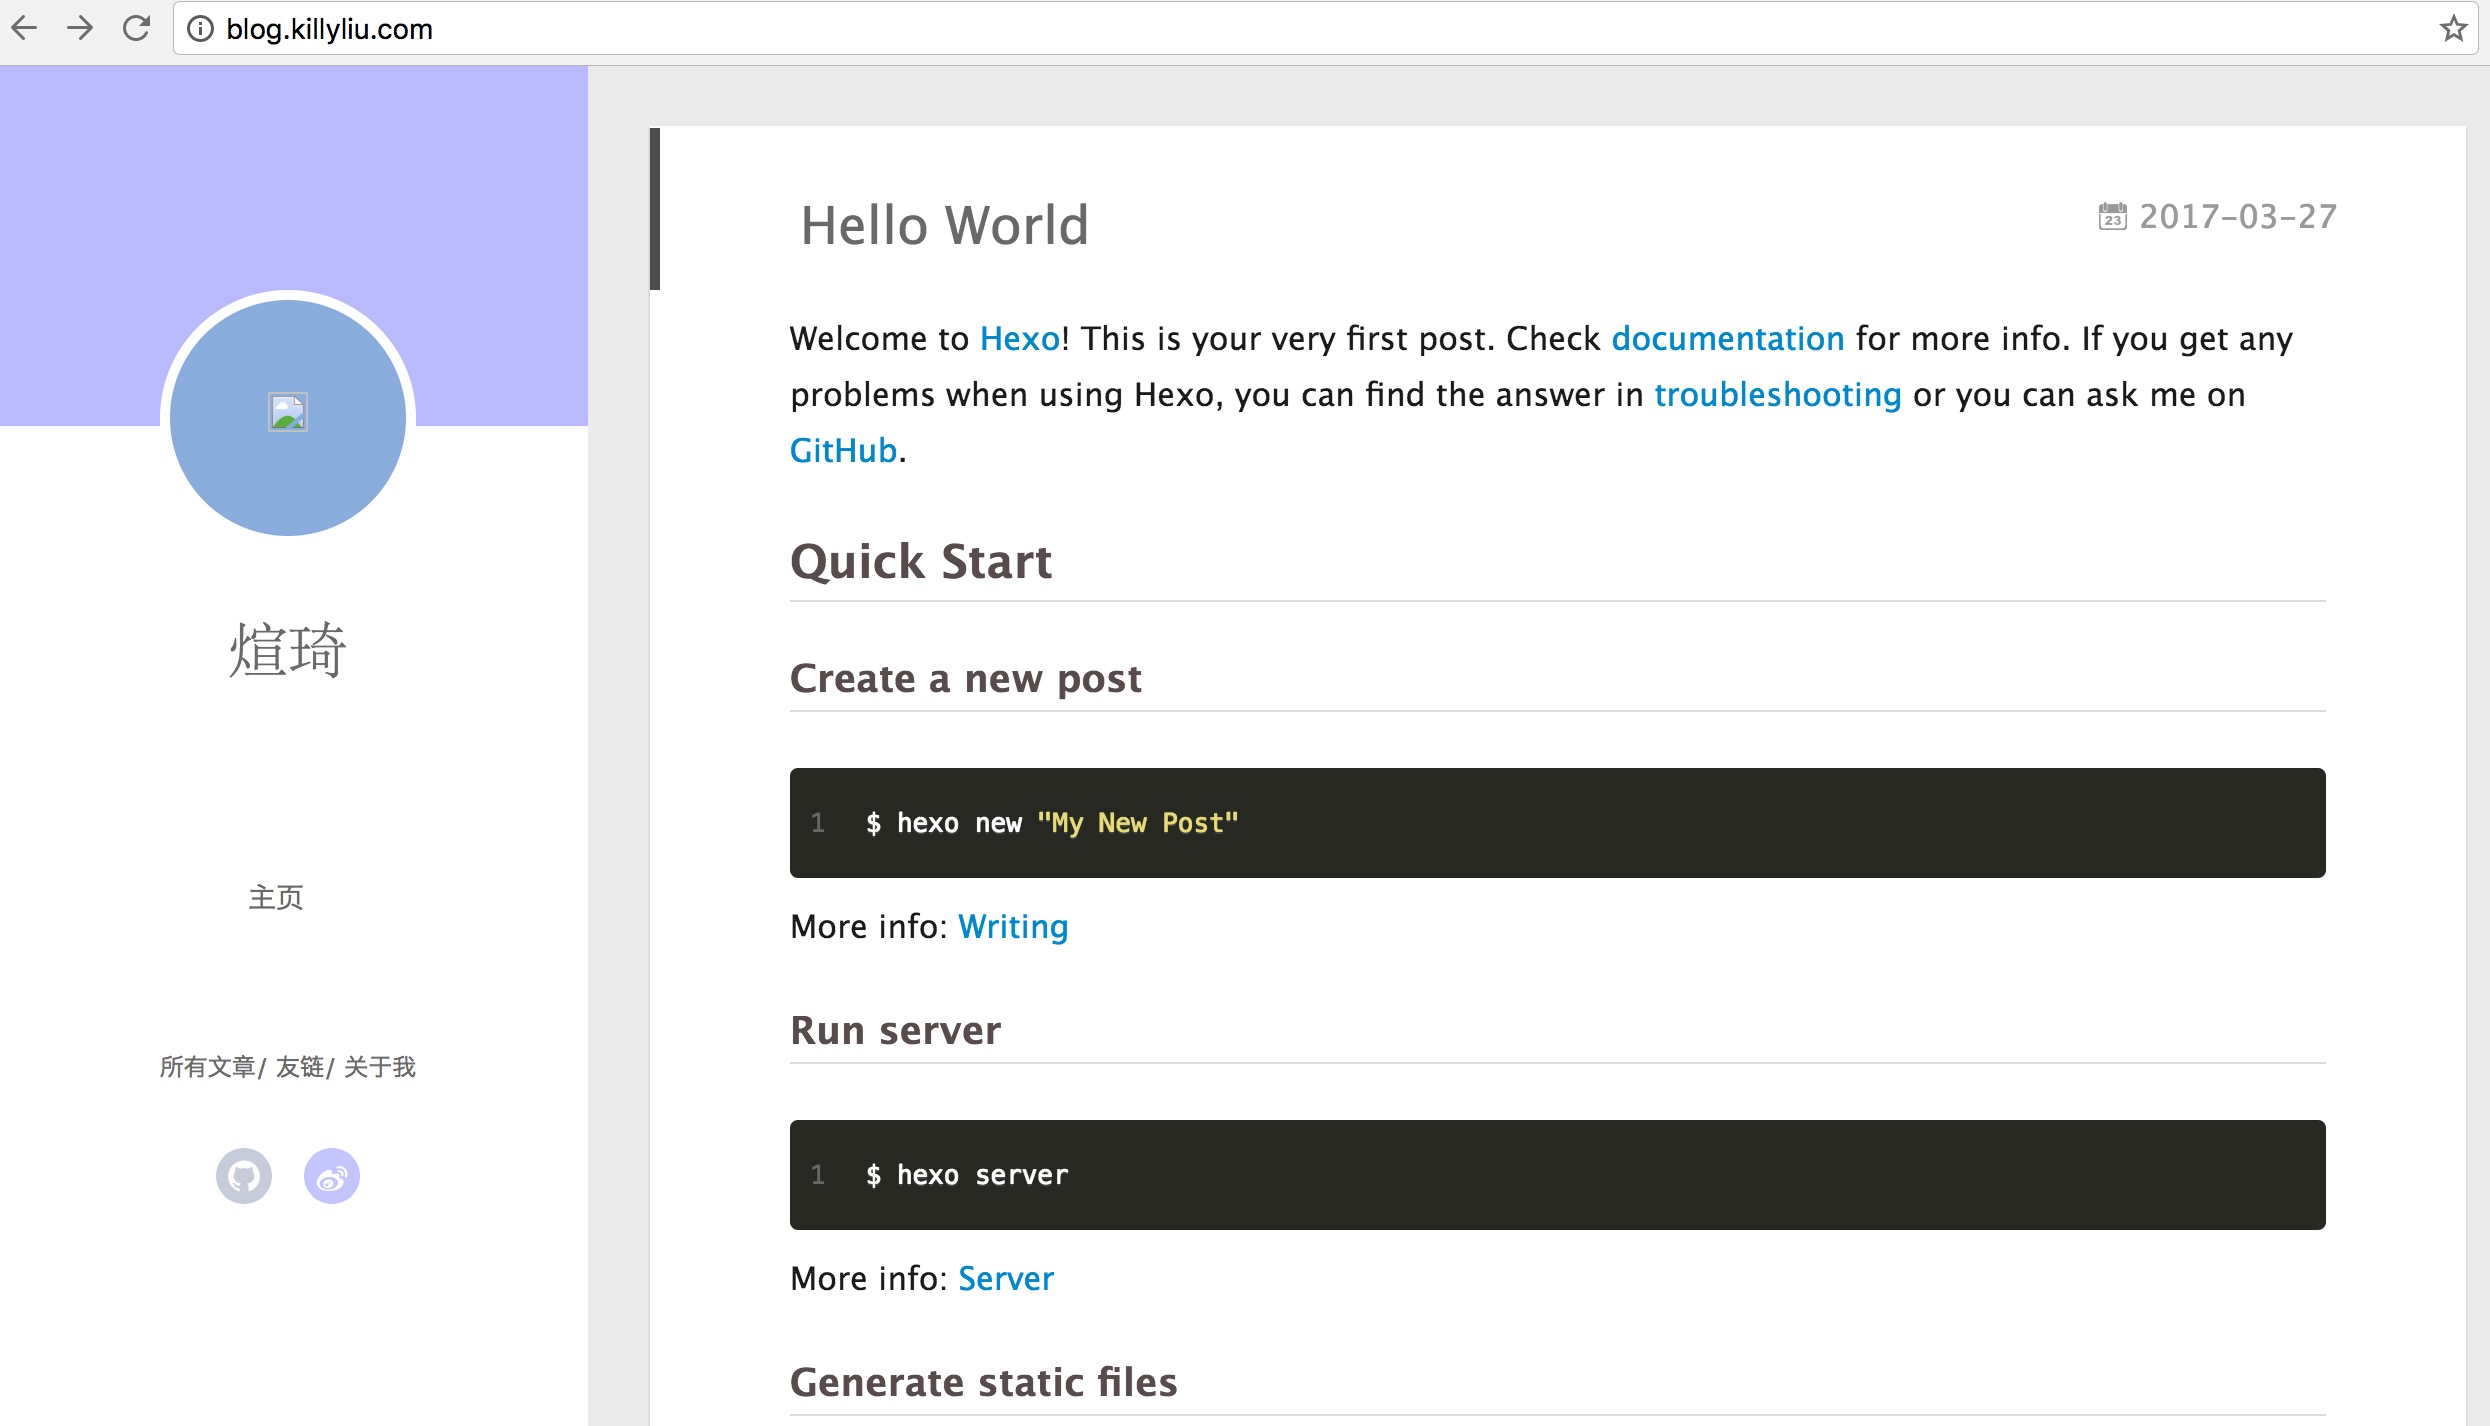 blog.killyliu.com
煊琦
主页
所有文章/ 友链/ 关于我
Hello World
23 2017-03-27
Welcome to Hexo! This is your very first post. Check documentation for more info. If you get any
problems when using Hexo, you can find the answer in troubleshooting or you can ask me on
GitHub.
Quick Start
Create a new post
1 $ hexo new "My New Post"
More info: Writing
Run server
1 $ hexo server
More info: Server
Generate static files